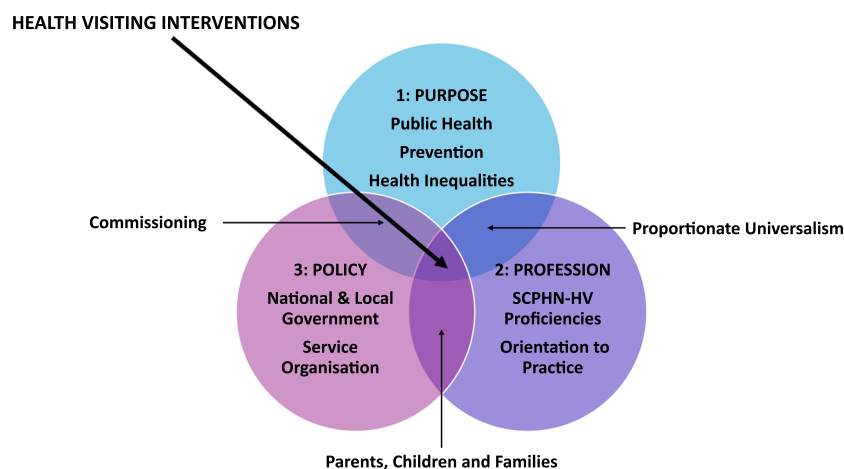 HEALTH VISITING INTERVENTIONS
1: PURPOSE
Public Health
Prevention
Health Inequalities
Commissioning
Proportionate Universalism
3: POLICY
National & Local
Government
Service
Organisation
2: PROFESSION
SCPHN-HV
Proficiencies
Orientation to
Practice
Parents, Children and Families